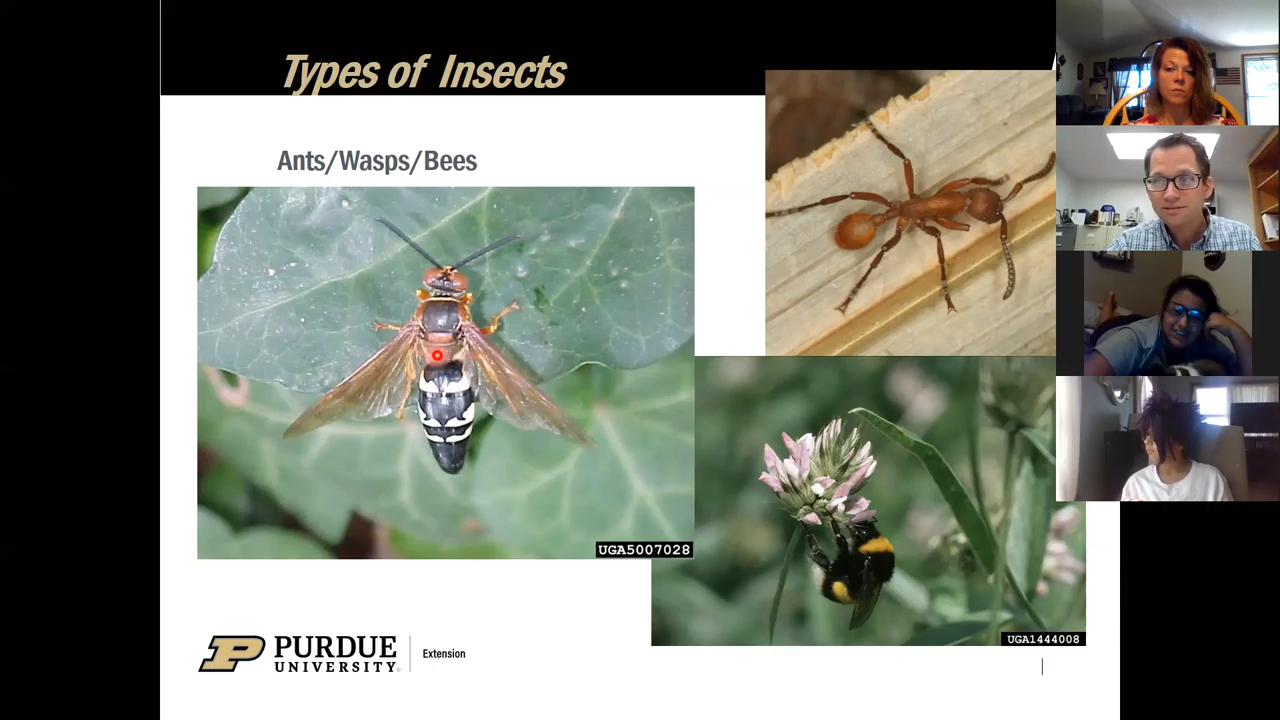 Types of Insects
Ants/Wasps/Bees
UGA5007028
UGA1444008
PURDUE
UNIVERSITY®
Extension